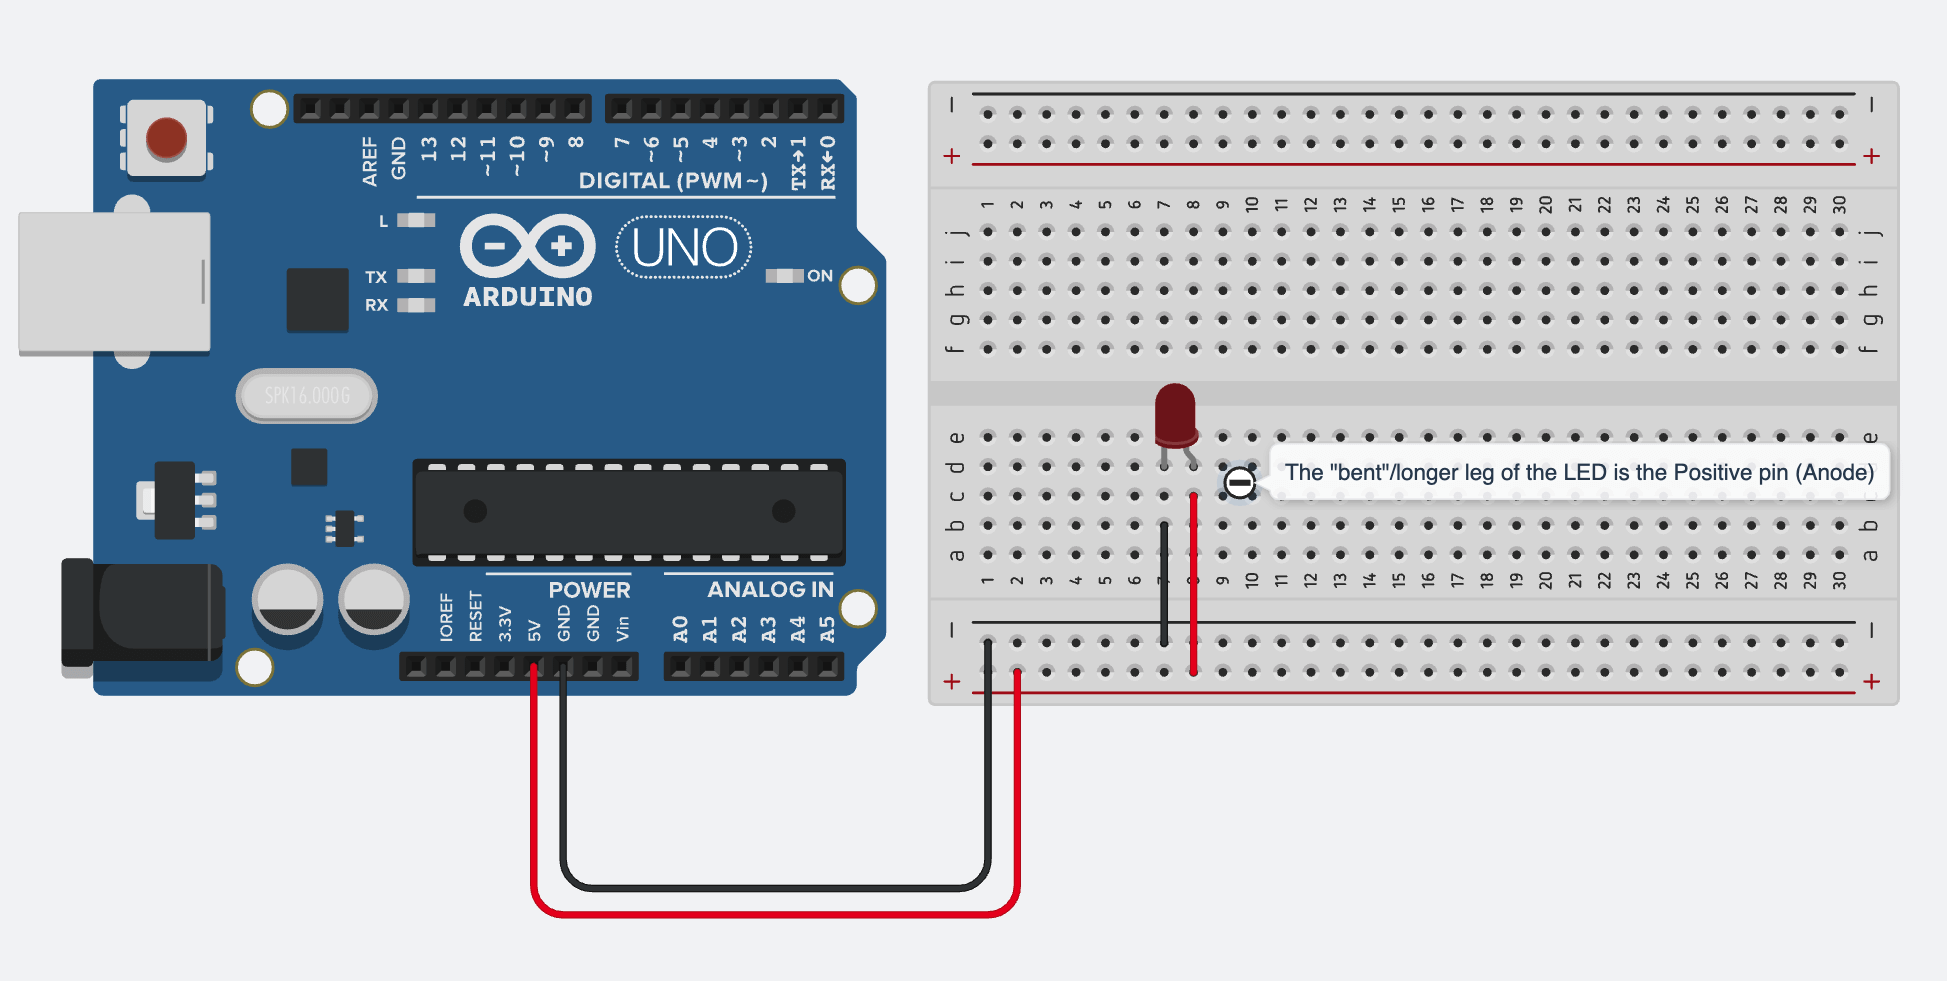 AREF
GND
13
12
~11
~10
~9
8
7
~6
~5
4
~3
2
TX→1
RX←0
DIGITAL (PWM~)
L
TX
RX
ARDUINO
UNO
ON
SPK16.000G
POWER
ANALOG IN
IOREF
RESET
3.3V
5V
GND
GND
Vin
A0
A1
A2
A3
A4
A5
− −
+ +
1 2 3 4 5 6 7 8 9 10 11 12 13 14 15 16 17 18 19 20 21 22 23 24 25 26 27 28 29 30
j j
i i
h h
g g
f f
e e
d
The "bent"/longer leg of the LED is the Positive pin (Anode)
c
b b
a a
1 2 3 4 5 6 7 8 9 10 11 12 13 14 15 16 17 18 19 20 21 22 23 24 25 26 27 28 29 30
− −
+ +